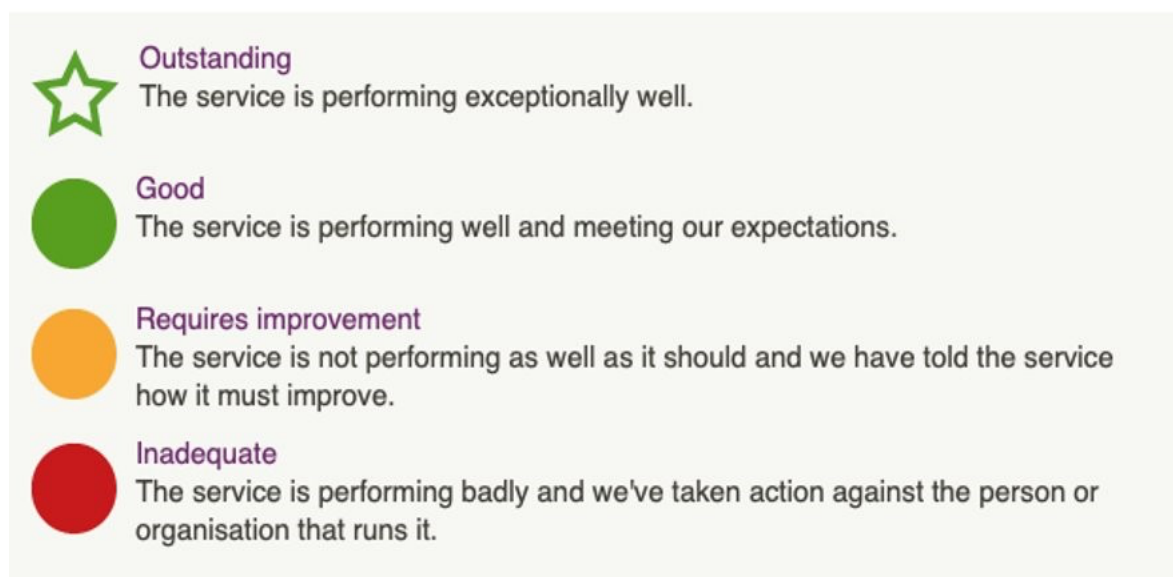 Outstanding
The service is performing exceptionally well.
Good
The service is performing well and meeting our expectations.
Requires improvement
The service is not performing as well as it should and we have told the service
how it must improve.
Inadequate
The service is performing badly and we've taken action against the person or
organisation that runs it.